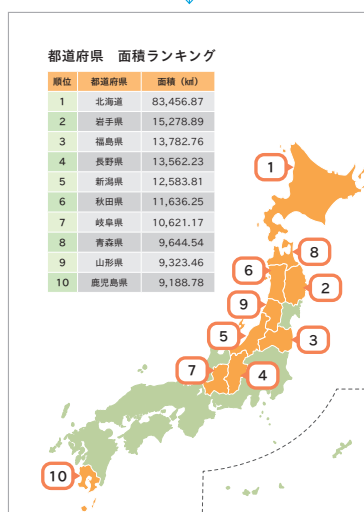 都道府県　面積ランキング
順位 都道府県 面積（㎢）
1 北海道 83,456.87
2 岩手県 15,278.89
3 福島県 13,782.76
4 長野県 13,562.23
5 新潟県 12,583.81
6 秋田県 11,636.25
7 岐阜県 10,621.17
8 青森県 9,644.54
9 山形県 9,323.46
10 鹿児島県 9,188.78
1
8
6
2
9
5
3
7
4
10